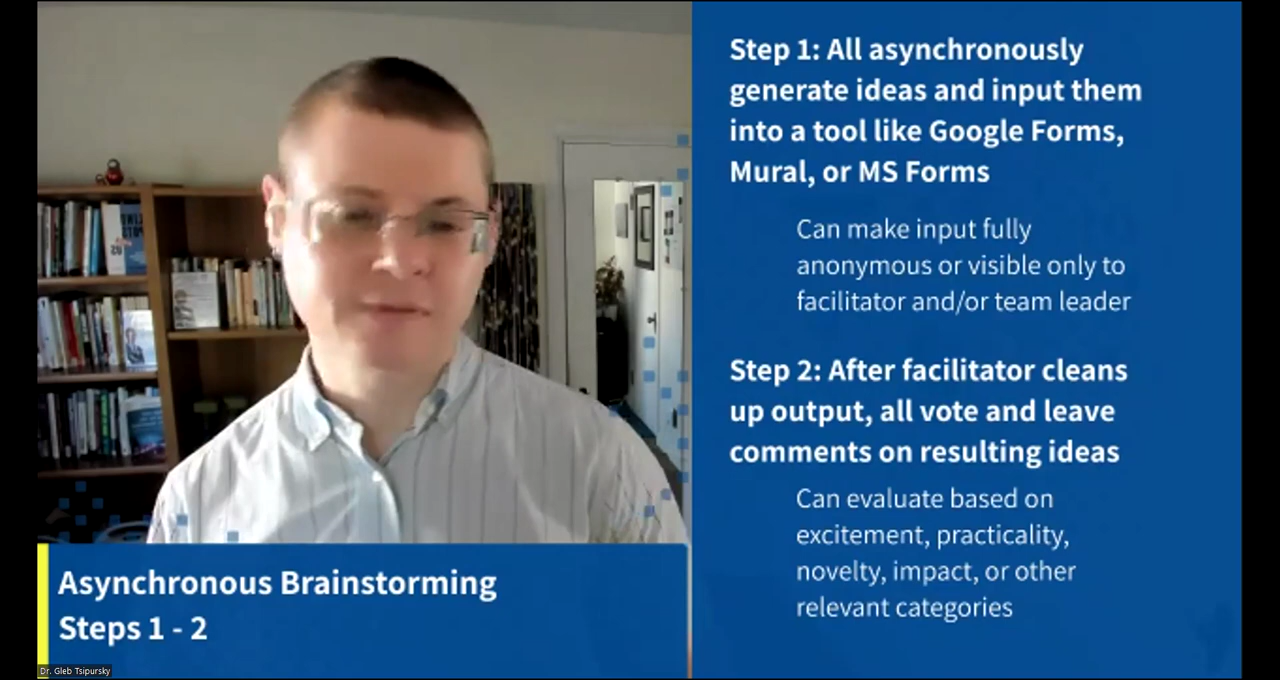 Step 1: All asynchronously
generate ideas and input them
into a tool like Google Forms,
Mural, or MS Forms
Can make input fully
anonymous or visible only to
facilitator and/or team leader
Step 2: After facilitator cleans
up output, all vote and leave
comments on resulting ideas
Can evaluate based on
excitement, practicality,
novelty, impact, or other
relevant categories
Asynchronous Brainstorming
Steps 1 - 2
Dr. Gleb Tsipursky